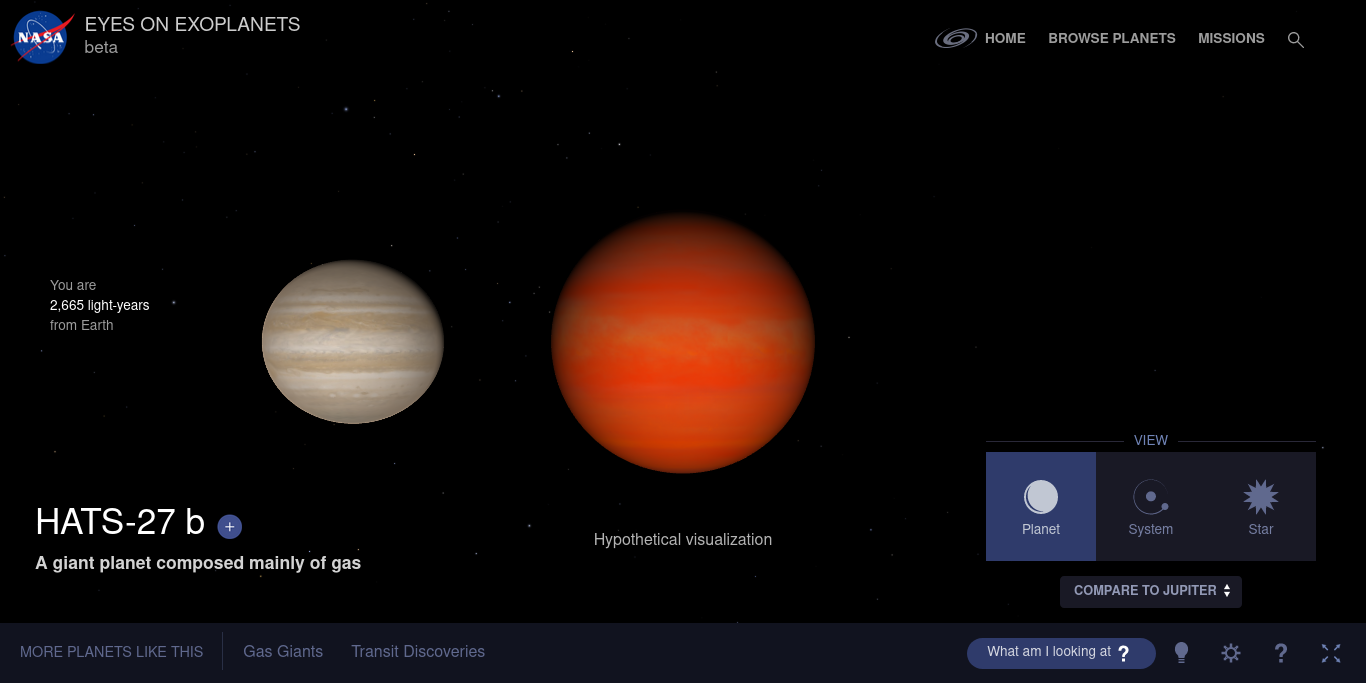 NASA
EYES ON EXOPLANETS
beta
HOME
BROWSE PLANETS
MISSIONS
You are
2,665 light-years
from Earth
HATS-27 b +
A giant planet composed mainly of gas
Hypothetical visualization
VIEW
Planet
System
Star
COMPARE TO JUPITER
MORE PLANETS LIKE THIS
Gas Giants
Transit Discoveries
What am I looking at ?
?